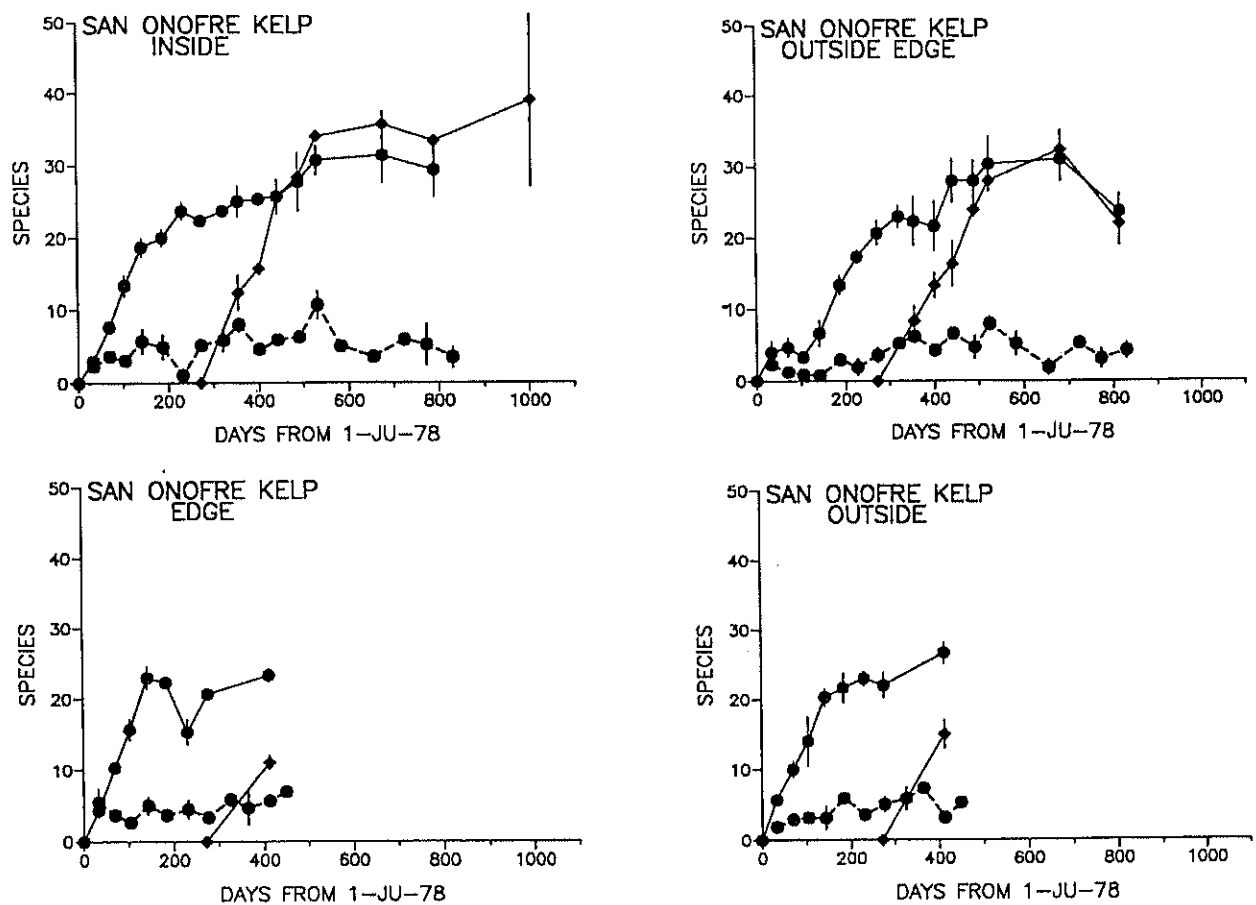 SAN ONOFRE KELP
INSIDE
50
40
30
20
10
0
SPECIES
0 200 400 600 800 1000
DAYS FROM 1-JU-78
SAN ONOFRE KELP
OUTSIDE EDGE
50
40
30
20
10
0
SPECIES
0 200 400 600 800 1000
DAYS FROM 1-JU-78
SAN ONOFRE KELP
EDGE
50
40
30
20
10
0
SPECIES
0 200 400 600 800 1000
DAYS FROM 1-JU-78
SAN ONOFRE KELP
OUTSIDE
50
40
30
20
10
0
SPECIES
0 200 400 600 800 1000
DAYS FROM 1-JU-78